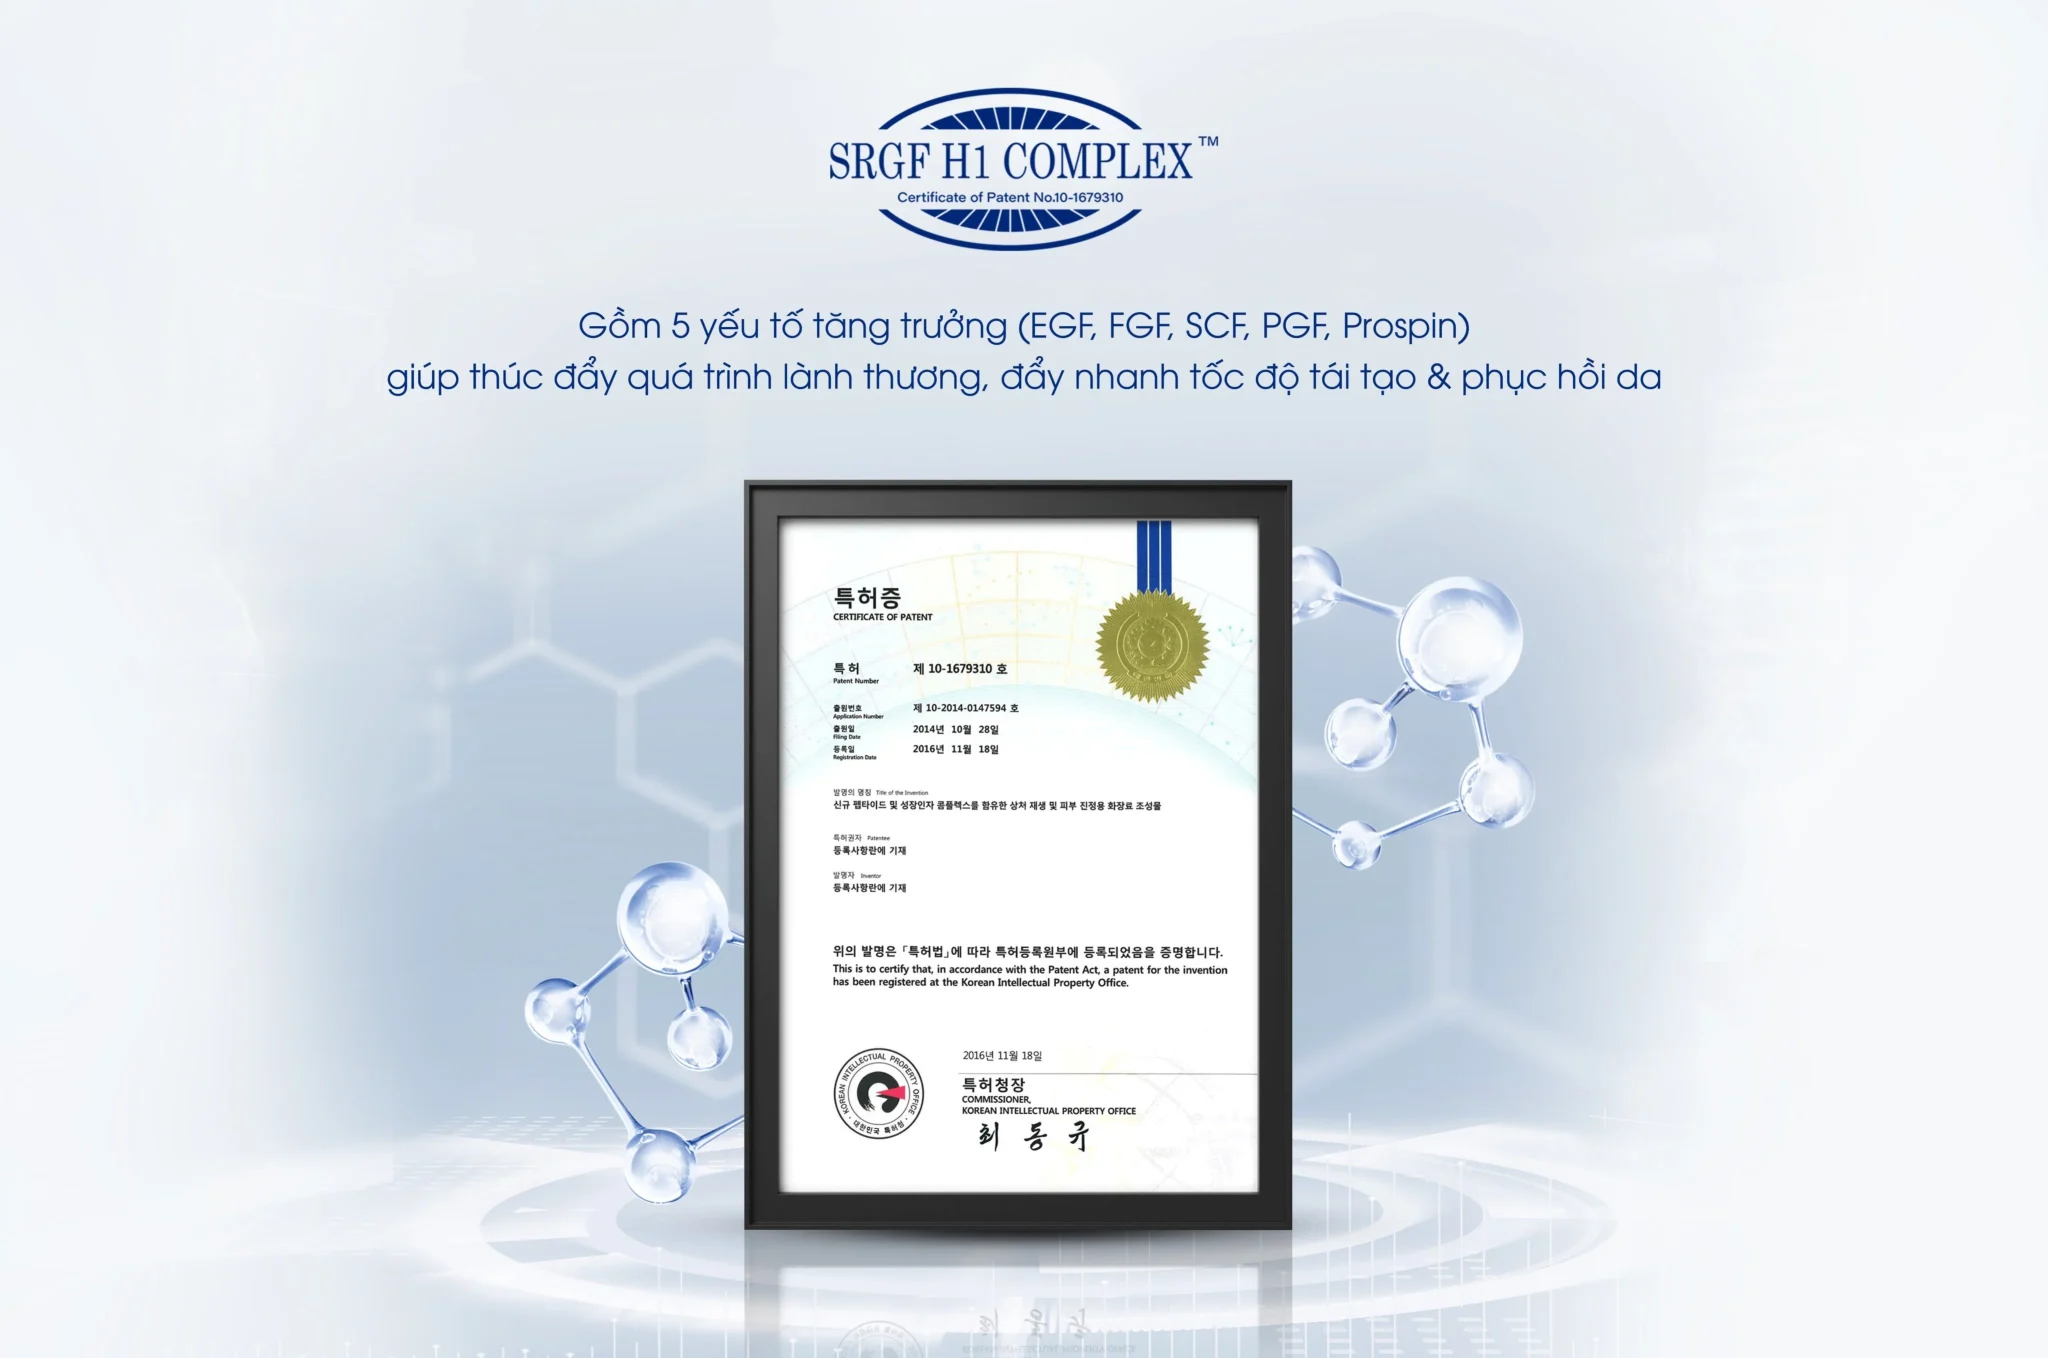 SRGF H1 COMPLEX™
Certificate of Patent No.10-1679310
Gồm 5 yếu tố tăng trưởng (EGF, FGF, SCF, PGF, Prospin)
giúp thúc đẩy quá trình lành thương, đẩy nhanh tốc độ tái tạo & phục hồi da
특허증
CERTIFICATE OF PATENT
특 허 제 10-1679310 호
Patent Number
출원번호 제 10-2014-0147594 호
Application Number
출원일 2014년 10월 28일
Filing Date
등록일 2016년 11월 18일
Registration Date
발명의 명칭 Title of the Invention
신규 펩타이드 및 성장인자 콤플렉스를 함유한 상처 재생 및 피부 진정용 화장료 조성물
특허권자 Patentee
등록사항란에 기재
발명자 Inventor
등록사항란에 기재
위의 발명은 「특허법」에 따라 특허등록원부에 등록되었음을 증명합니다.
This is to certify that, in accordance with the Patent Act, a patent for the invention
has been registered at the Korean Intellectual Property Office.
2016년 11월 18일
특허청장
COMMISSIONER,
KOREAN INTELLECTUAL PROPERTY OFFICE
최 동 규
KOREAN INTELLECTUAL PROPERTY OFFICE
대한민국 특허청